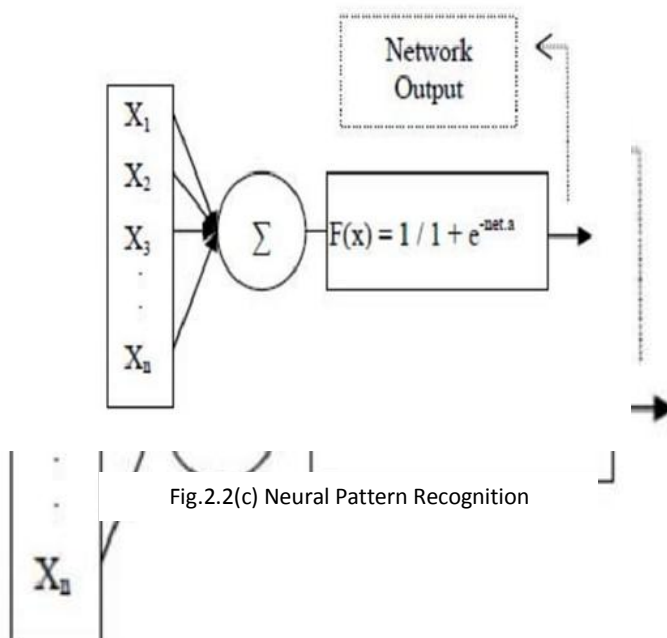 Network
Output
X₁
X₂
X₃
.
.
Xₙ
Σ
F(x) = 1 / 1 + e^-net.a
Fig.2.2(c) Neural Pattern Recognition
.
.
Xₙ